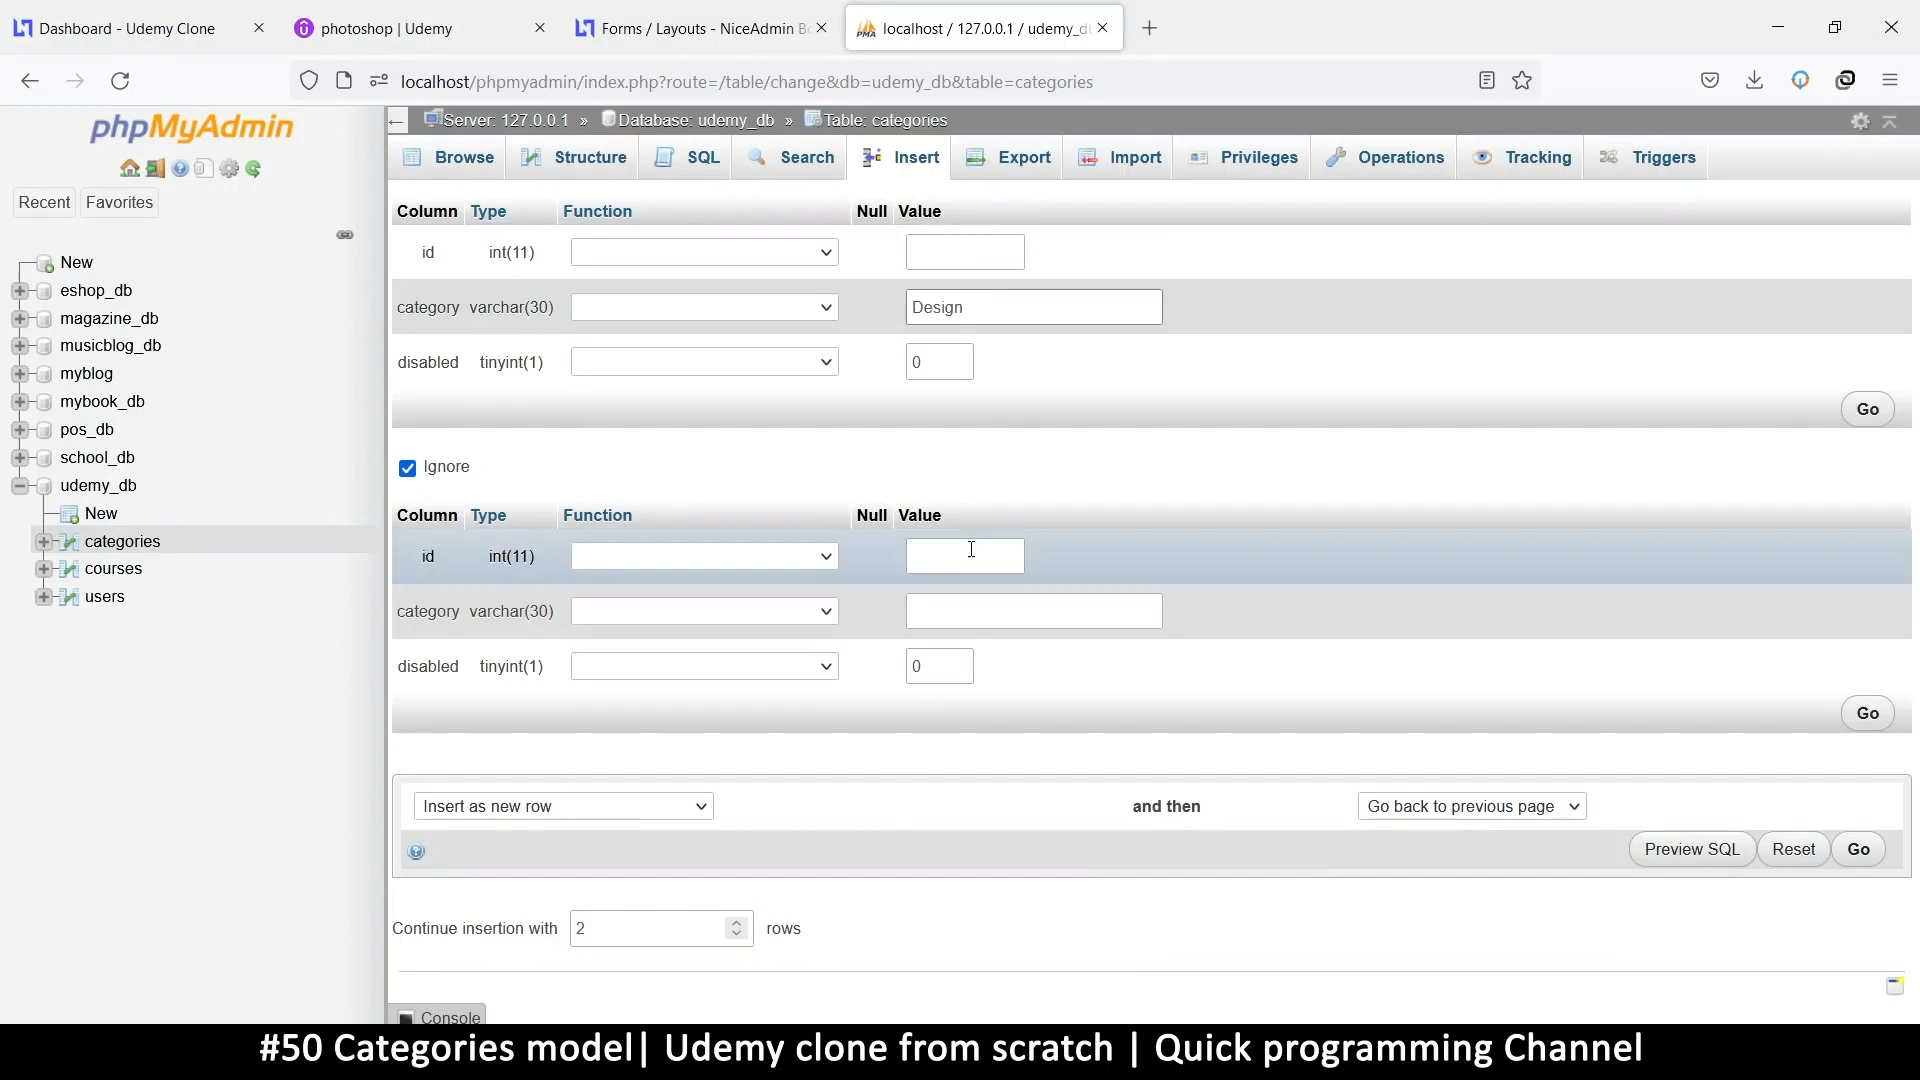 Dashboard - Udemy Clone
photoshop | Udemy
Forms / Layouts - NiceAdmin Bo
localhost / 127.0.0.1 / udemy_d
localhost/phpmyadmin/index.php?route=/table/change&db=udemy_db&table=categories
phpMyAdmin
Server: 127.0.0.1 » Database: udemy_db » Table: categories
Browse Structure SQL Search Insert Export Import Privileges Operations Tracking Triggers
Recent Favorites
New
eshop_db
magazine_db
musicblog_db
myblog
mybook_db
pos_db
school_db
udemy_db
New
categories
courses
users
Column Type Function Null Value
id int(11)
category varchar(30) Design
disabled tinyint(1) 0
Go
Ignore
Column Type Function Null Value
id int(11)
category varchar(30)
disabled tinyint(1) 0
Go
Insert as new row and then Go back to previous page
Preview SQL Reset Go
Continue insertion with 2 rows
Console
#50 Categories model| Udemy clone from scratch | Quick programming Channel